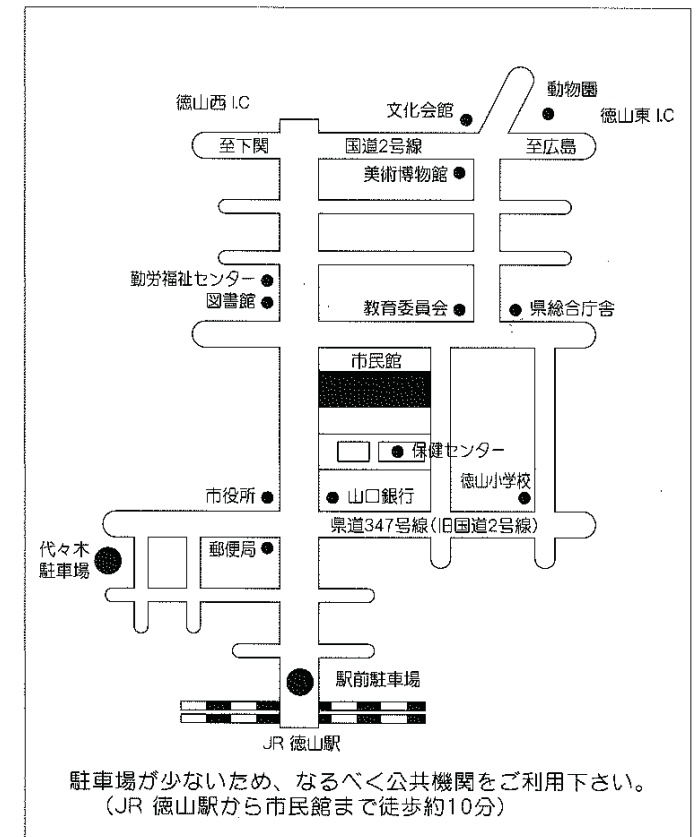 徳山西 I.C
文化会館
動物園
徳山東 I.C
至下関
国道2号線
至広島
美術博物館
勤労福祉センター
図書館
教育委員会
県総合庁舎
市民館
保健センター
徳山小学校
市役所
山口銀行
県道347号線(旧国道2号線)
代々木
駐車場
郵便局
駅前駐車場
JR 徳山駅
駐車場が少ないため、なるべく公共機関をご利用下さい。
(JR 徳山駅から市民館まで徒歩約10分)